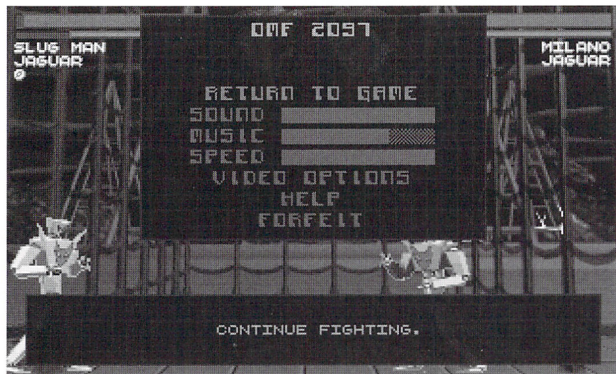 OMF 2097
SLUG MAN
JAGUAR
0
MILANO
JAGUAR
RETURN TO GAME
SOUND
MUSIC
SPEED
VIDEO OPTIONS
HELP
FORFEIT
CONTINUE FIGHTING.